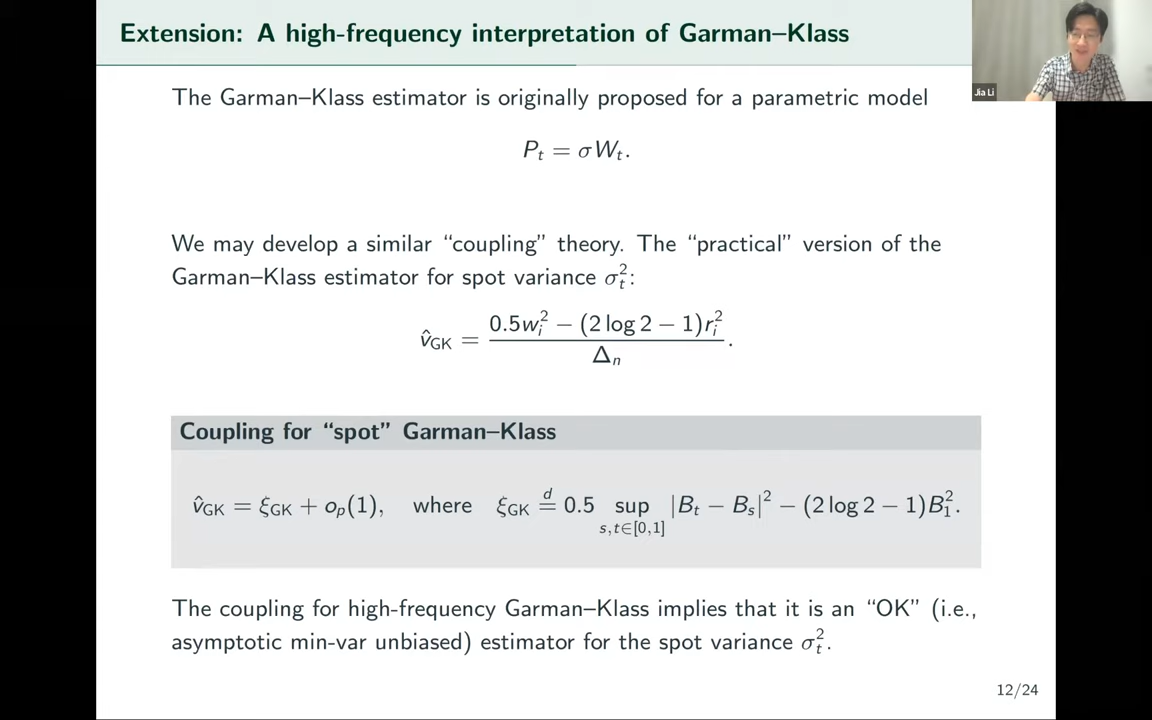 Extension: A high-frequency interpretation of Garman–Klass
Jia Li
The Garman–Klass estimator is originally proposed for a parametric model
P_t = σW_t.
We may develop a similar “coupling” theory. The “practical” version of the
Garman–Klass estimator for spot variance σ_t^2:
v̂_GK = (0.5w_i^2 − (2 log 2 − 1)r_i^2) / Δ_n.
Coupling for “spot” Garman–Klass
v̂_GK = ξ_GK + o_p(1), where ξ_GK =^d 0.5 sup_{s,t∈[0,1]} |B_t − B_s|^2 − (2 log 2 − 1)B_1^2.
The coupling for high-frequency Garman–Klass implies that it is an “OK” (i.e.,
asymptotic min-var unbiased) estimator for the spot variance σ_t^2.
12/24